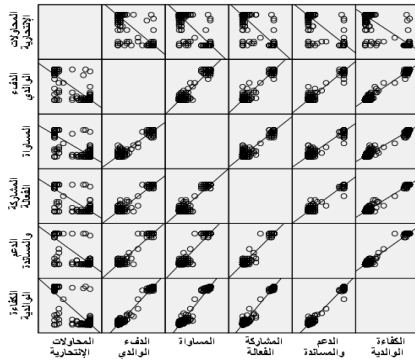 المحاولات
الإنتحارية
الدفء
الوالدي
المساواة
المشاركة
الفعالة
الدعم
والمساندة
الكفاءة
الوالدية
المحاولات
الإنتحارية
الدفء
الوالدي
المساواة
المشاركة
الفعالة
الدعم
والمساندة
الكفاءة
الوالدية